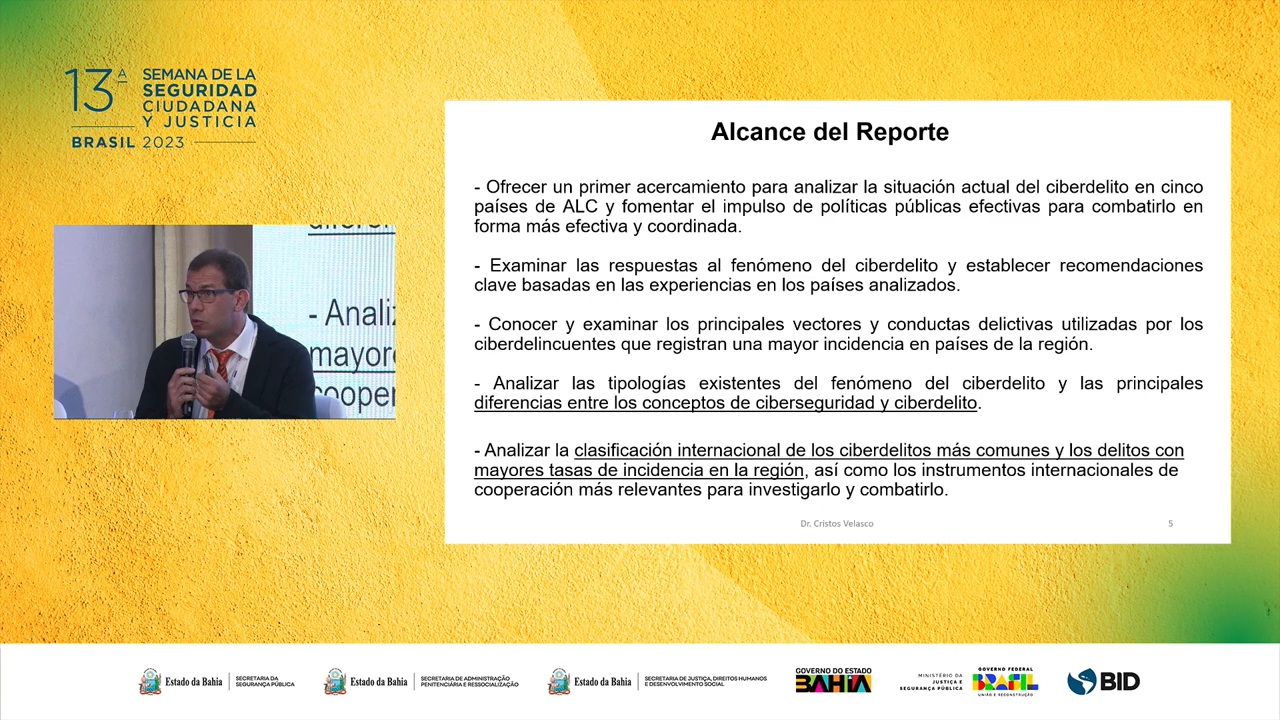 13ª
SEMANA DE LA
SEGURIDAD
CIUDADANA
Y JUSTICIA
BRASIL 2023
Alcance del Reporte
- Ofrecer un primer acercamiento para analizar la situación actual del ciberdelito en cinco
países de ALC y fomentar el impulso de políticas públicas efectivas para combatirlo en
forma más efectiva y coordinada.
- Examinar las respuestas al fenómeno del ciberdelito y establecer recomendaciones
clave basadas en las experiencias en los países analizados.
- Conocer y examinar los principales vectores y conductas delictivas utilizadas por los
ciberdelincuentes que registran una mayor incidencia en países de la región.
- Analizar las tipologías existentes del fenómeno del ciberdelito y las principales
diferencias entre los conceptos de ciberseguridad y ciberdelito.
- Analizar la clasificación internacional de los ciberdelitos más comunes y los delitos con
mayores tasas de incidencia en la región, así como los instrumentos internacionales de
cooperación más relevantes para investigarlo y combatirlo.
Dr. Cristos Velasco
5
diferen
- Analiz
mayore
cooper
Estado da Bahia
SECRETARIA DA
SEGURANÇA PÚBLICA
Estado da Bahia
SECRETARIA DE ADMINISTRAÇÃO
PENITENCIÁRIA E RESSOCIALIZAÇÃO
Estado da Bahia
SECRETARIA DE JUSTIÇA, DIREITOS HUMANOS
E DESENVOLVIMENTO SOCIAL
GOVERNO DO ESTADO
BAHIA
MINISTÉRIO DA
JUSTIÇA E
SEGURANÇA PÚBLICA
GOVERNO FEDERAL
BRASIL
UNIÃO E RECONSTRUÇÃO
BID